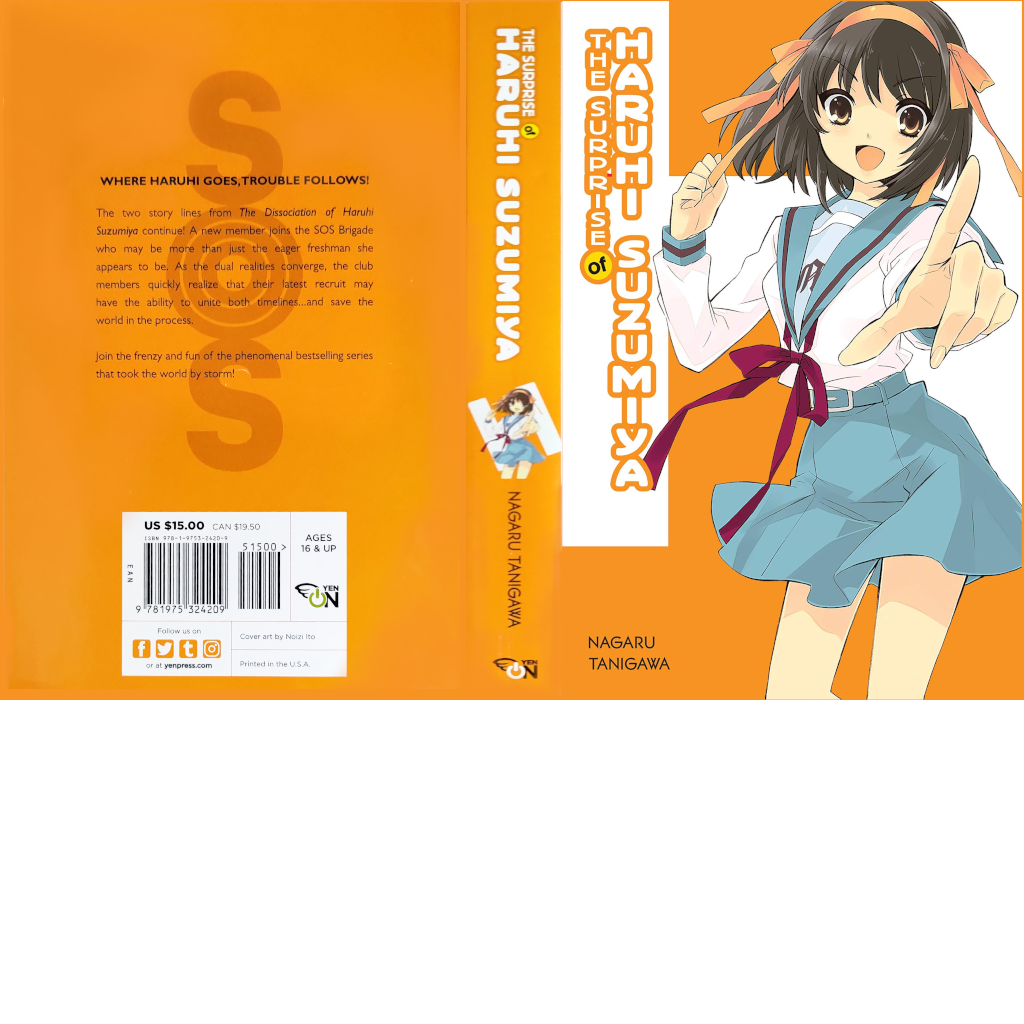 SOS
WHERE HARUHI GOES, TROUBLE FOLLOWS!
The two story lines from The Dissociation of Haruhi
Suzumiya continue! A new member joins the SOS Brigade
who may be more than just the eager freshman she
appears to be. As the dual realities converge, the club
members quickly realize that their latest recruit may
have the ability to unite both timelines...and save the
world in the process.
Join the frenzy and fun of the phenomenal bestselling series
that took the world by storm!
US $15.00 CAN $19.50
ISBN 978-1-9753-2420-9
51500 >
EAN
9 781975 324209
AGES
16 & UP
YEN
ON
Follow us on
or at yenpress.com
Cover art by Noizi Ito
Printed in the U.S.A.
THE SURPRISE of
HARUHI SUZUMIYA
NAGARU TANIGAWA
YEN
ON
THE SURPRISE of
HARUHI SUZUMIYA
NAGARU
TANIGAWA